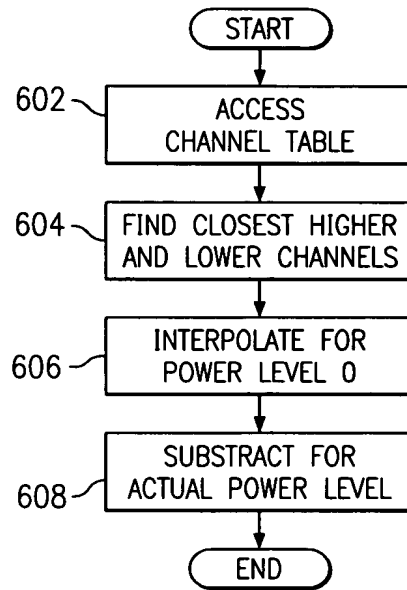 START
602
ACCESS
CHANNEL TABLE
604
FIND CLOSEST HIGHER
AND LOWER CHANNELS
606
INTERPOLATE FOR
POWER LEVEL 0
608
SUBSTRACT FOR
ACTUAL POWER LEVEL
END